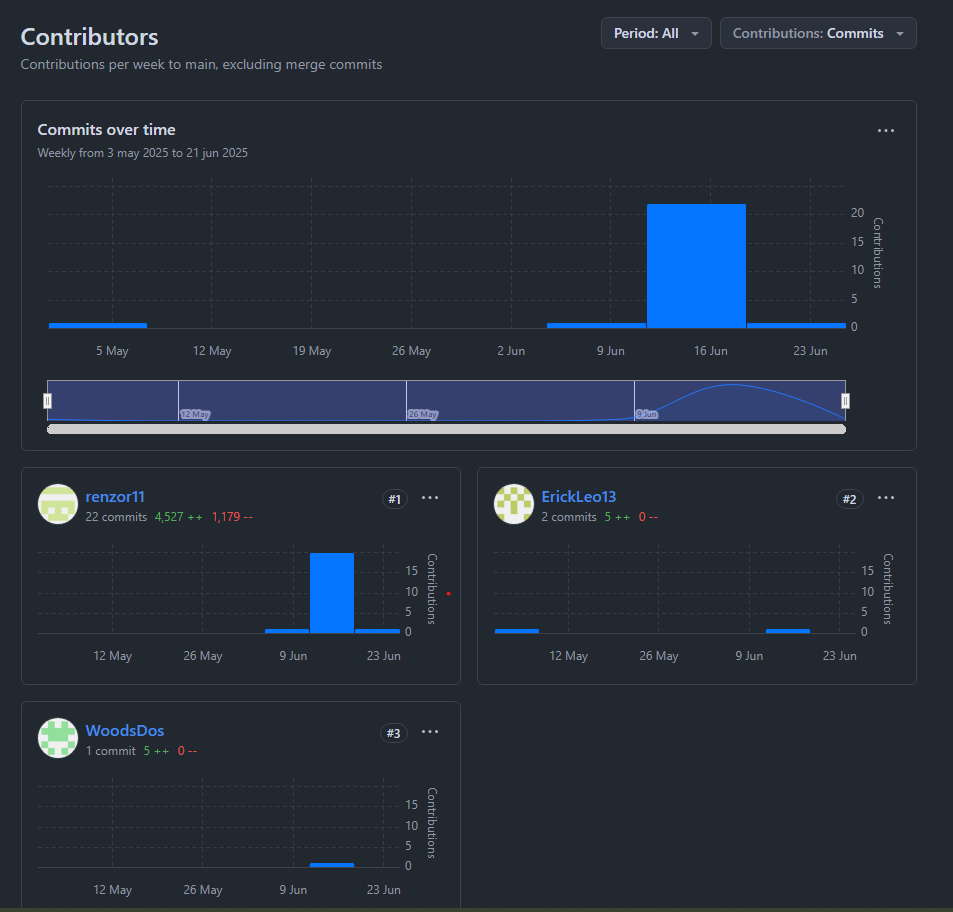 Contributors
Period: All
Contributions: Commits
Contributions per week to main, excluding merge commits
Commits over time
Weekly from 3 may 2025 to 21 jun 2025
20
15
10
5
0
Contributions
5 May 12 May 19 May 26 May 2 Jun 9 Jun 16 Jun 23 Jun
12 May 26 May 9 Jun
renzor11
#1
22 commits 4,527 ++ 1,179 --
15
10
5
0
Contributions
12 May 26 May 9 Jun 23 Jun
ErickLeo13
#2
2 commits 5 ++ 0 --
15
10
5
0
Contributions
12 May 26 May 9 Jun 23 Jun
WoodsDos
#3
1 commit 5 ++ 0 --
15
10
5
0
Contributions
12 May 26 May 9 Jun 23 Jun